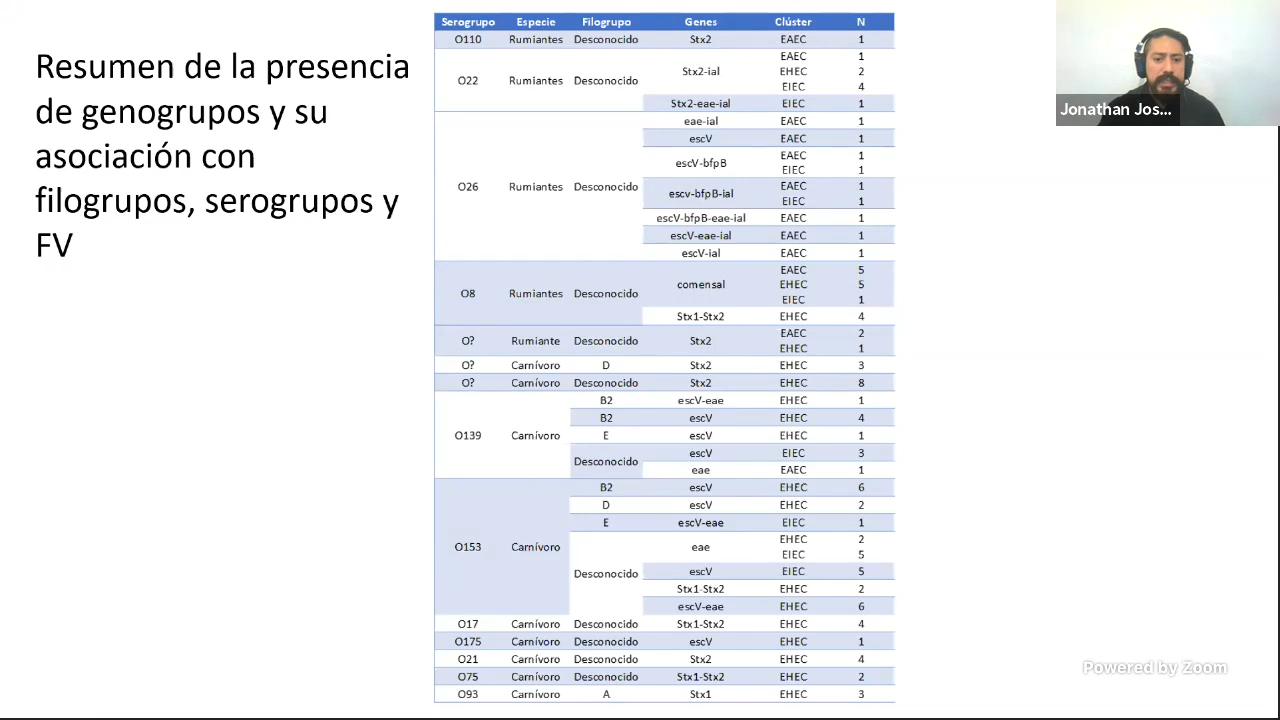 Resumen de la presencia
de genogrupos y su
asociación con
filogrupos, serogrupos y
FV
Serogrupo Especie Filogrupo Genes Clúster N
O110 Rumiantes Desconocido Stx2 EAEC 1
O22 Rumiantes Desconocido Stx2-ial EAEC 1
EHEC 2
EIEC 4
Stx2-eae-ial EIEC 1
O26 Rumiantes Desconocido eae-ial EAEC 1
escV EAEC 1
escV-bfpB EAEC 1
EIEC 1
escv-bfpB-ial EAEC 1
EIEC 1
escV-bfpB-eae-ial EAEC 1
escV-eae-ial EAEC 1
escV-ial EAEC 1
O8 Rumiantes Desconocido comensal EAEC 5
EHEC 5
EIEC 1
Stx1-Stx2 EHEC 4
O? Rumiante Desconocido Stx2 EAEC 2
EHEC 1
O? Carnívoro D Stx2 EHEC 3
O? Carnívoro Desconocido Stx2 EHEC 8
O139 Carnívoro B2 escV-eae EHEC 1
B2 escV EHEC 4
E escV EHEC 1
Desconocido escV EIEC 3
eae EAEC 1
O153 Carnívoro B2 escV EHEC 6
D escV EHEC 2
E escV-eae EIEC 1
Desconocido eae EHEC 2
EIEC 5
escV EIEC 5
Stx1-Stx2 EHEC 2
escV-eae EHEC 6
O17 Carnívoro Desconocido Stx1-Stx2 EHEC 4
O175 Carnívoro Desconocido escV EHEC 1
O21 Carnívoro Desconocido Stx2 EHEC 4
O75 Carnívoro Desconocido Stx1-Stx2 EHEC 2
O93 Carnívoro A Stx1 EHEC 3
Jonathan Jos...
Powered by Zoom